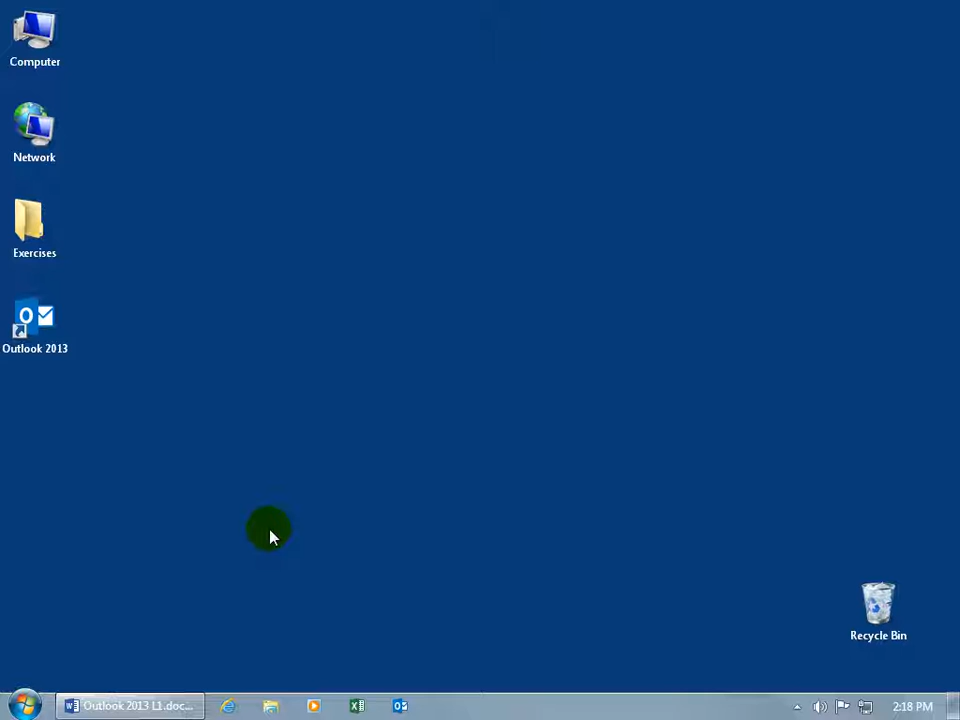 Computer
Network
Exercises
Outlook 2013
Recycle Bin
Outlook 2013 L1.doc...
2:18 PM